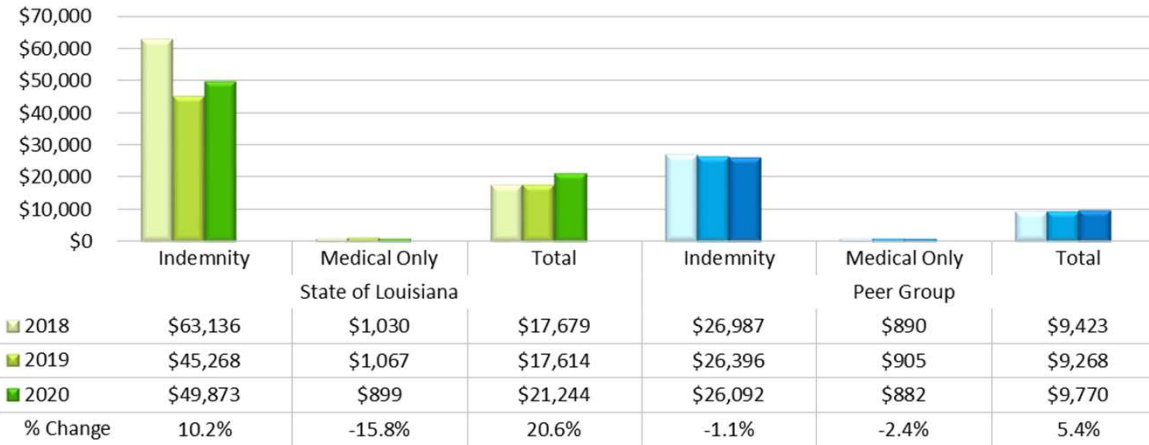 $70,000
$60,000
$50,000
$40,000
$30,000
$20,000
$10,000
$0
Indemnity Medical Only Total Indemnity Medical Only Total
State of Louisiana Peer Group
2018 $63,136 $1,030 $17,679 $26,987 $890 $9,423
2019 $45,268 $1,067 $17,614 $26,396 $905 $9,268
2020 $49,873 $899 $21,244 $26,092 $882 $9,770
% Change 10.2% -15.8% 20.6% -1.1% -2.4% 5.4%